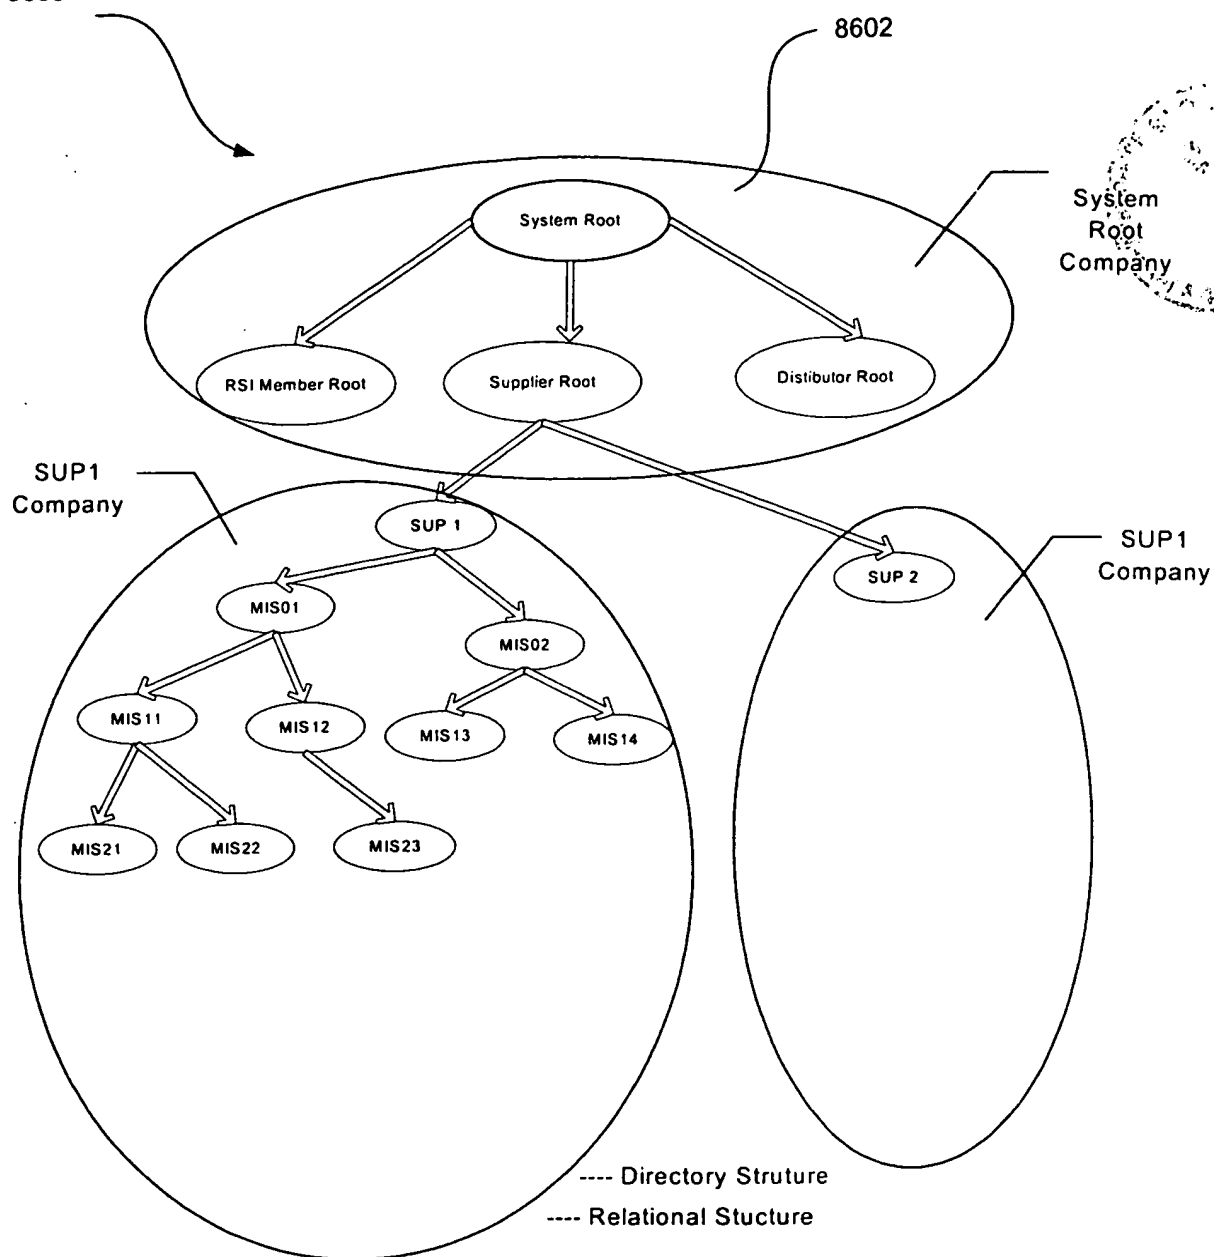 8602
System Root
System
Root
Company
RSI Member Root
Supplier Root
Distibutor Root
SUP1
Company
SUP 1
SUP1
Company
SUP 2
MIS01
MIS02
MIS11
MIS12
MIS13
MIS14
MIS21
MIS22
MIS23
---- Directory Struture
---- Relational Stucture